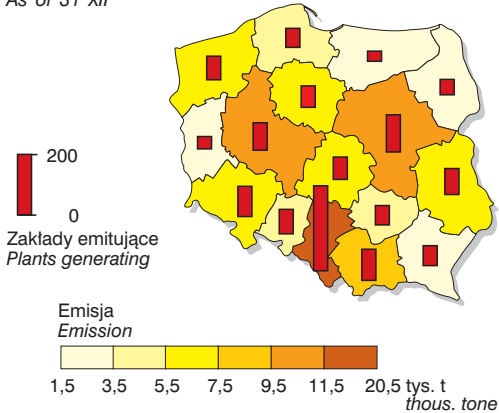 As of 31 XII
200
0
Zakłady emitujące
Plants generating
Emisja
Emission
1,5 3,5 5,5 7,5 9,5 11,5 20,5 tys. t
thous. tone